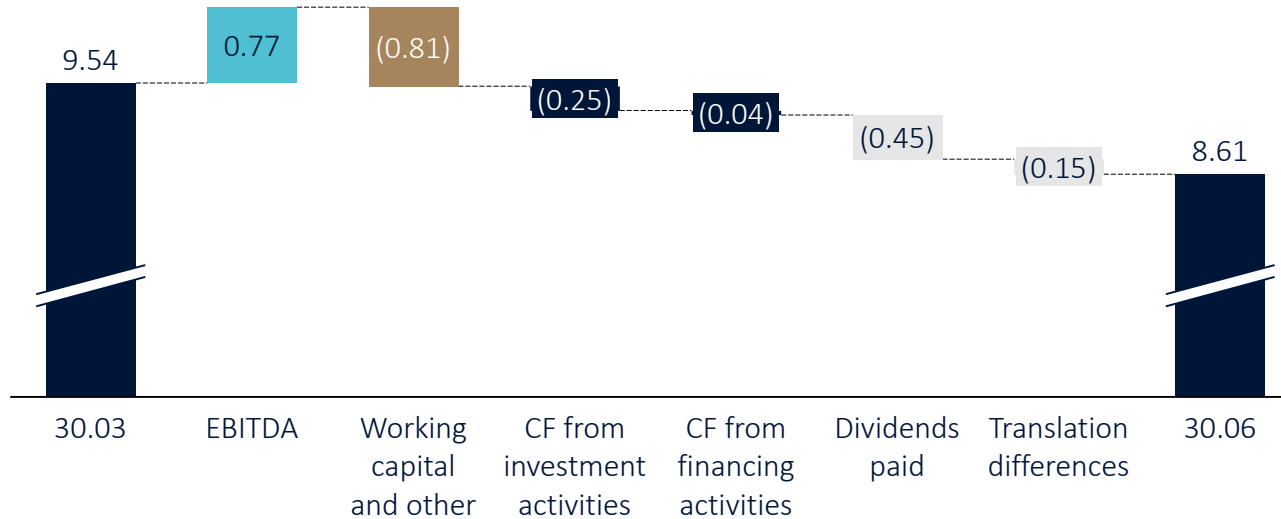 9.54
0.77
(0.81)
(0.25)
(0.04)
(0.45)
(0.15)
8.61
30.03
EBITDA
Working
capital
and other
CF from
investment
activities
CF from
financing
activities
Dividends
paid
Translation
differences
30.06